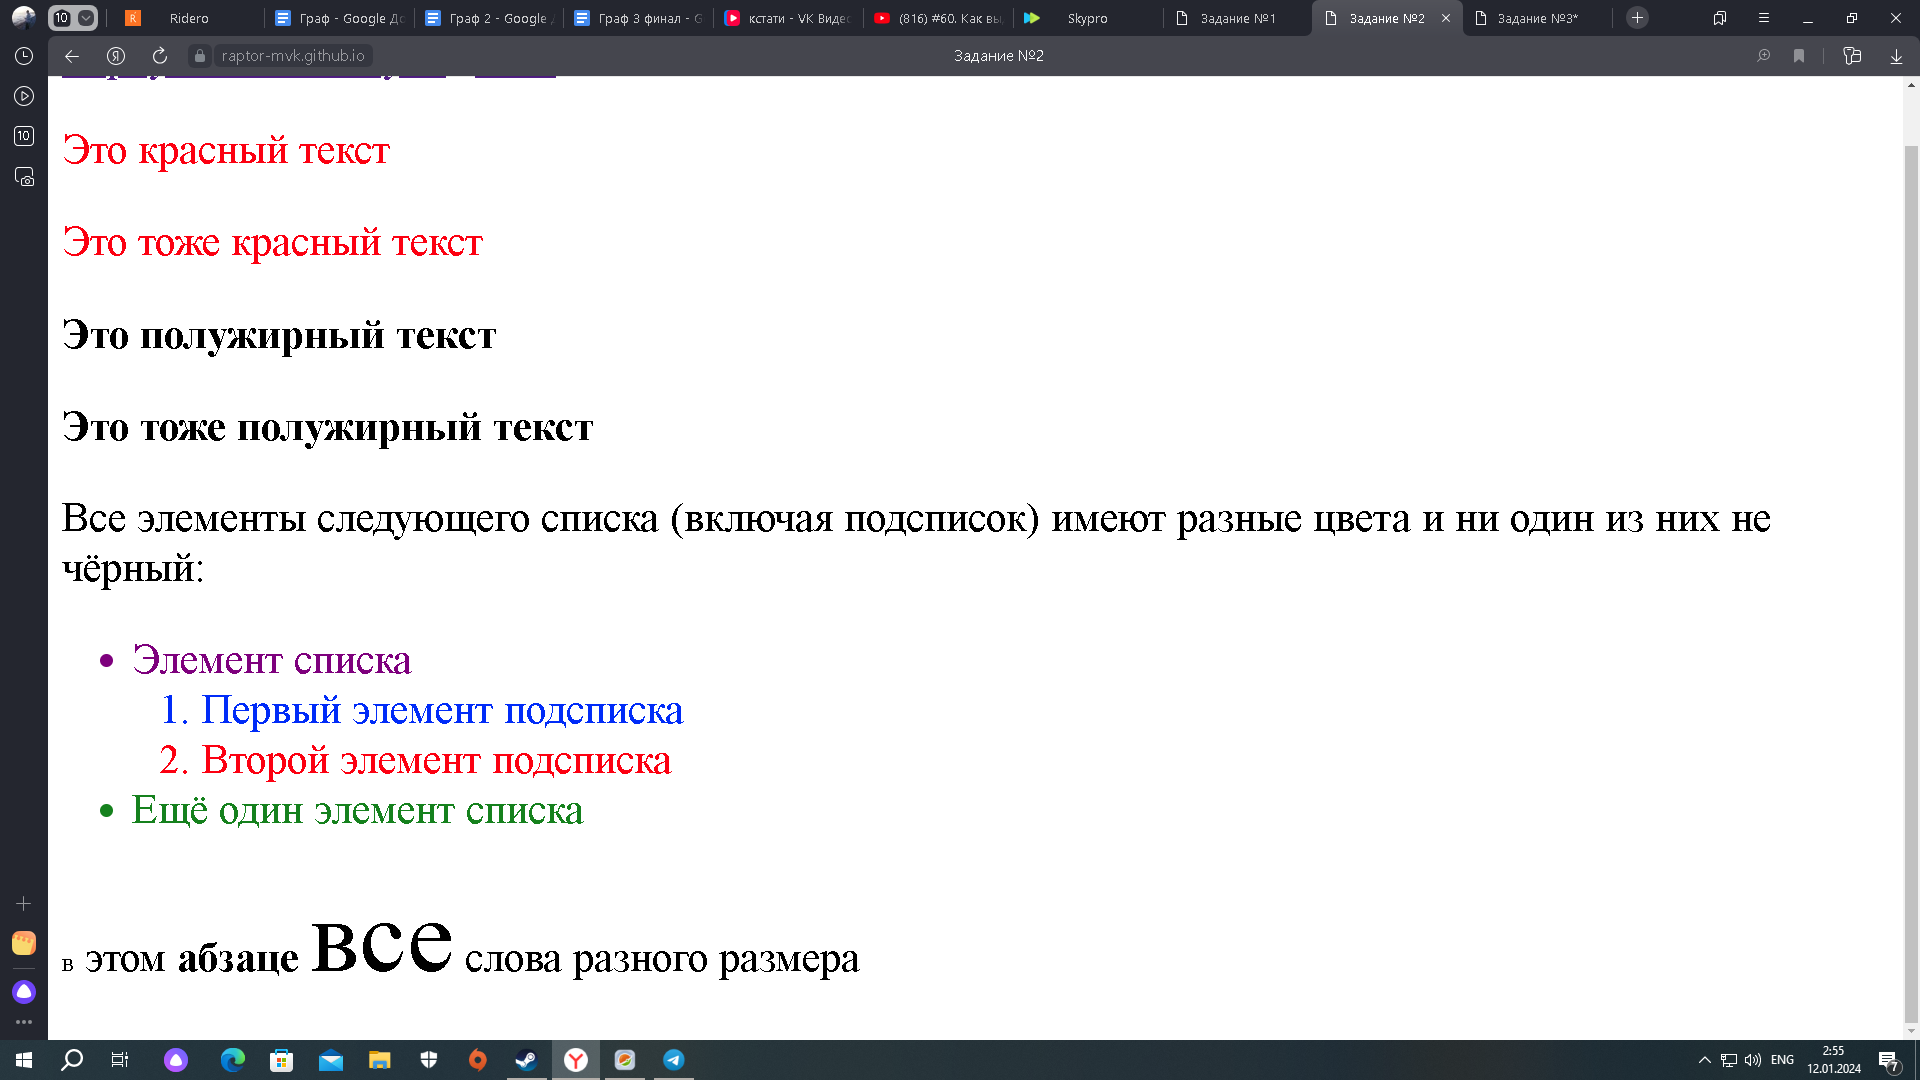 10
Ridero
Граф - Google До
Граф 2 - Google Д
Граф 3 финал - G
кстати - VK Видео
(816) #60. Как вы
Skypro
Задание №1
Задание №2
Задание №3*
raptor-mvk.github.io
Задание №2
10
Это красный текст
Это тоже красный текст
Это полужирный текст
Это тоже полужирный текст
Все элементы следующего списка (включая подсписок) имеют разные цвета и ни один из них не
чёрный:
Элемент списка
1. Первый элемент подсписка
2. Второй элемент подсписка
Ещё один элемент списка
в этом абзаце все слова разного размера
ENG
2:55
12.01.2024
7